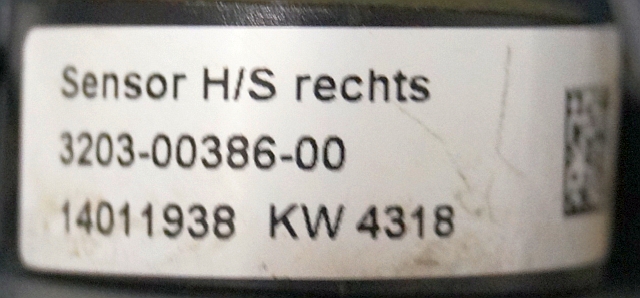 Sensor H/S rechts
3203-00386-00
14011938 KW 4318